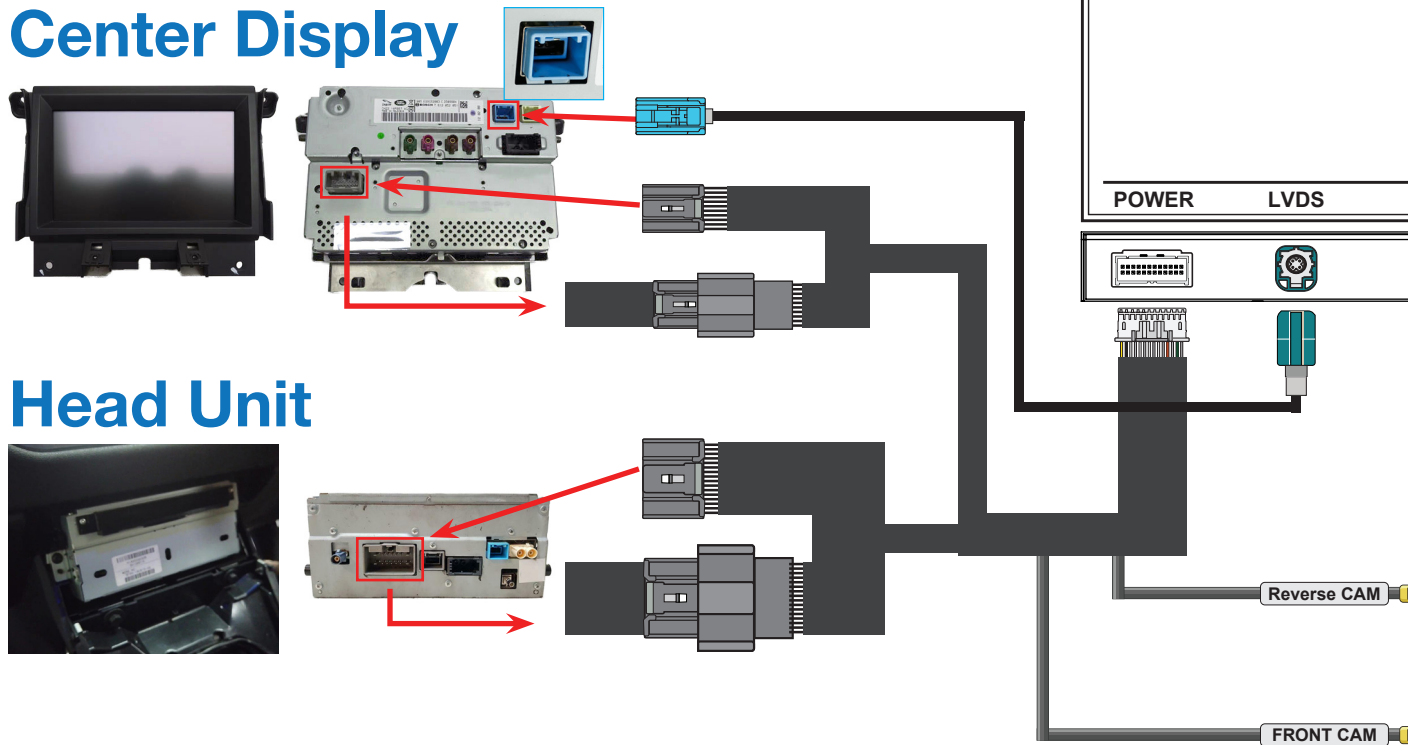 Center Display
POWER LVDS
Head Unit
Reverse CAM
FRONT CAM